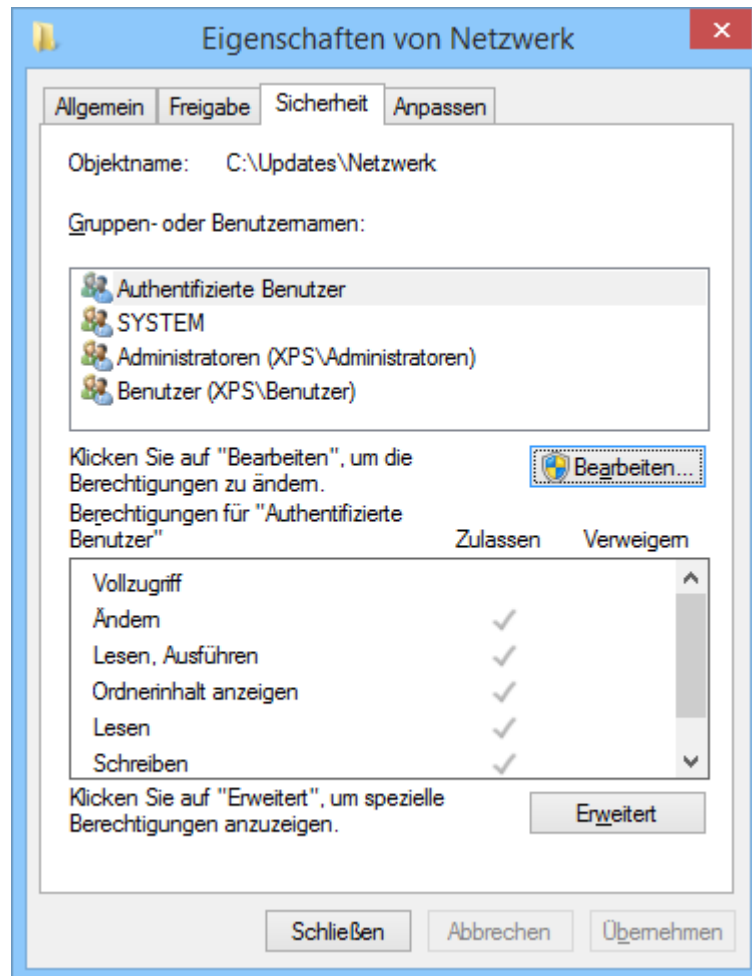 Eigenschaften von Netzwerk
Allgemein Freigabe Sicherheit Anpassen
Objektname: C:\Updates\Netzwerk
Gruppen- oder Benutzernamen:
Authentifizierte Benutzer
SYSTEM
Administratoren (XPS\Administratoren)
Benutzer (XPS\Benutzer)
Klicken Sie auf "Bearbeiten", um die
Berechtigungen zu ändern.
Bearbeiten...
Berechtigungen für "Authentifizierte
Benutzer" Zulassen Verweigern
Vollzugriff
Ändern
Lesen, Ausführen
Ordnerinhalt anzeigen
Lesen
Schreiben
Klicken Sie auf "Erweitert", um spezielle
Berechtigungen anzuzeigen.
Erweitert
Schließen Abbrechen Übernehmen